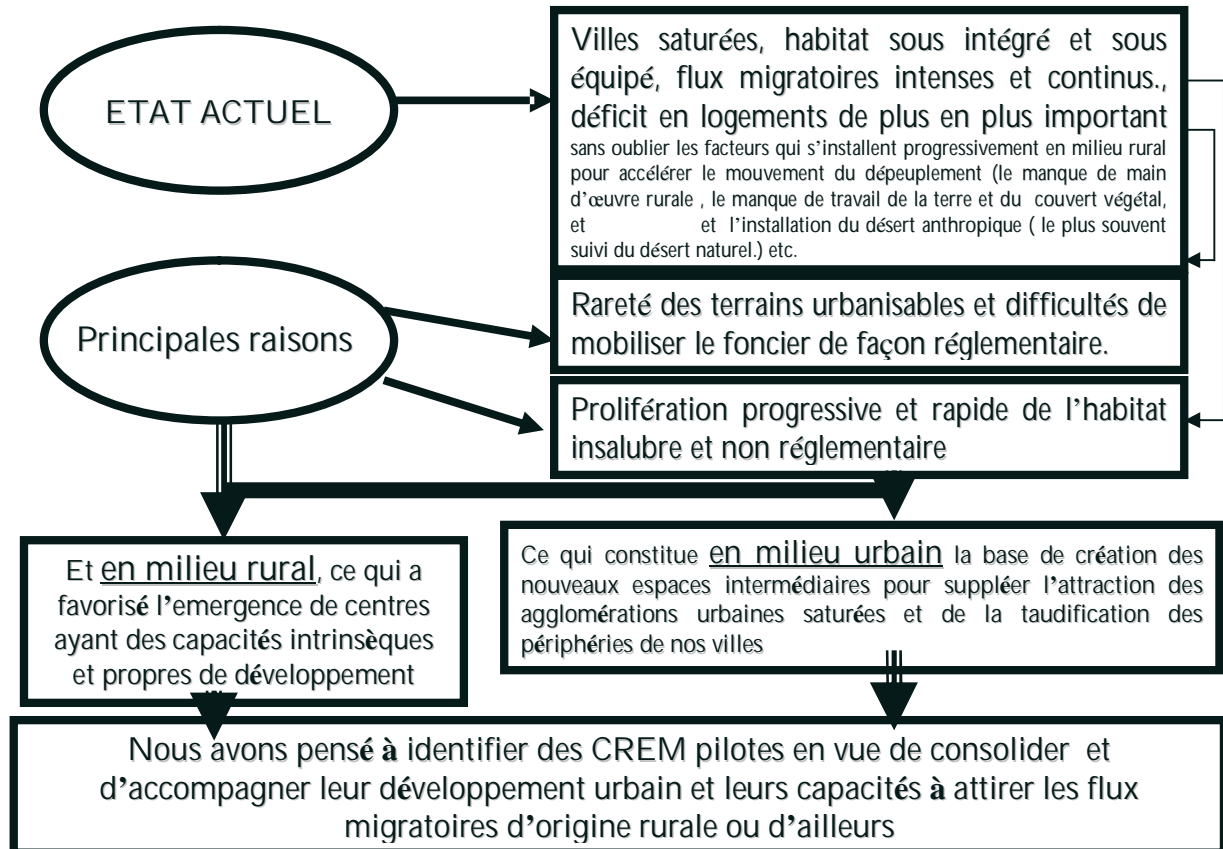 ETAT ACTUEL
Villes saturées, habitat sous intégré et sous
équipé, flux migratoires intenses et continus.,
déficit en logements de plus en plus important
sans oublier les facteurs qui s’installent progressivement en milieu rural
pour accélérer le mouvement du dépeuplement (le manque de main
d’œuvre rurale , le manque de travail de la terre et du couvert végétal,
et et l’installation du désert anthropique ( le plus souvent
suivi du désert naturel.) etc.
Principales raisons
Rareté des terrains urbanisables et difficultés de
mobiliser le foncier de façon réglementaire.
Prolifération progressive et rapide de l’habitat
insalubre et non réglementaire
Et en milieu rural, ce qui a
favorisé l’emergence de centres
ayant des capacités intrinsèques
et propres de développement
Ce qui constitue en milieu urbain la base de création des
nouveaux espaces intermédiaires pour suppléer l’attraction des
agglomérations urbaines saturées et de la taudification des
périphéries de nos villes
Nous avons pensé à identifier des CREM pilotes en vue de consolider et
d’accompagner leur développement urbain et leurs capacités à attirer les flux
migratoires d’origine rurale ou d’ailleurs